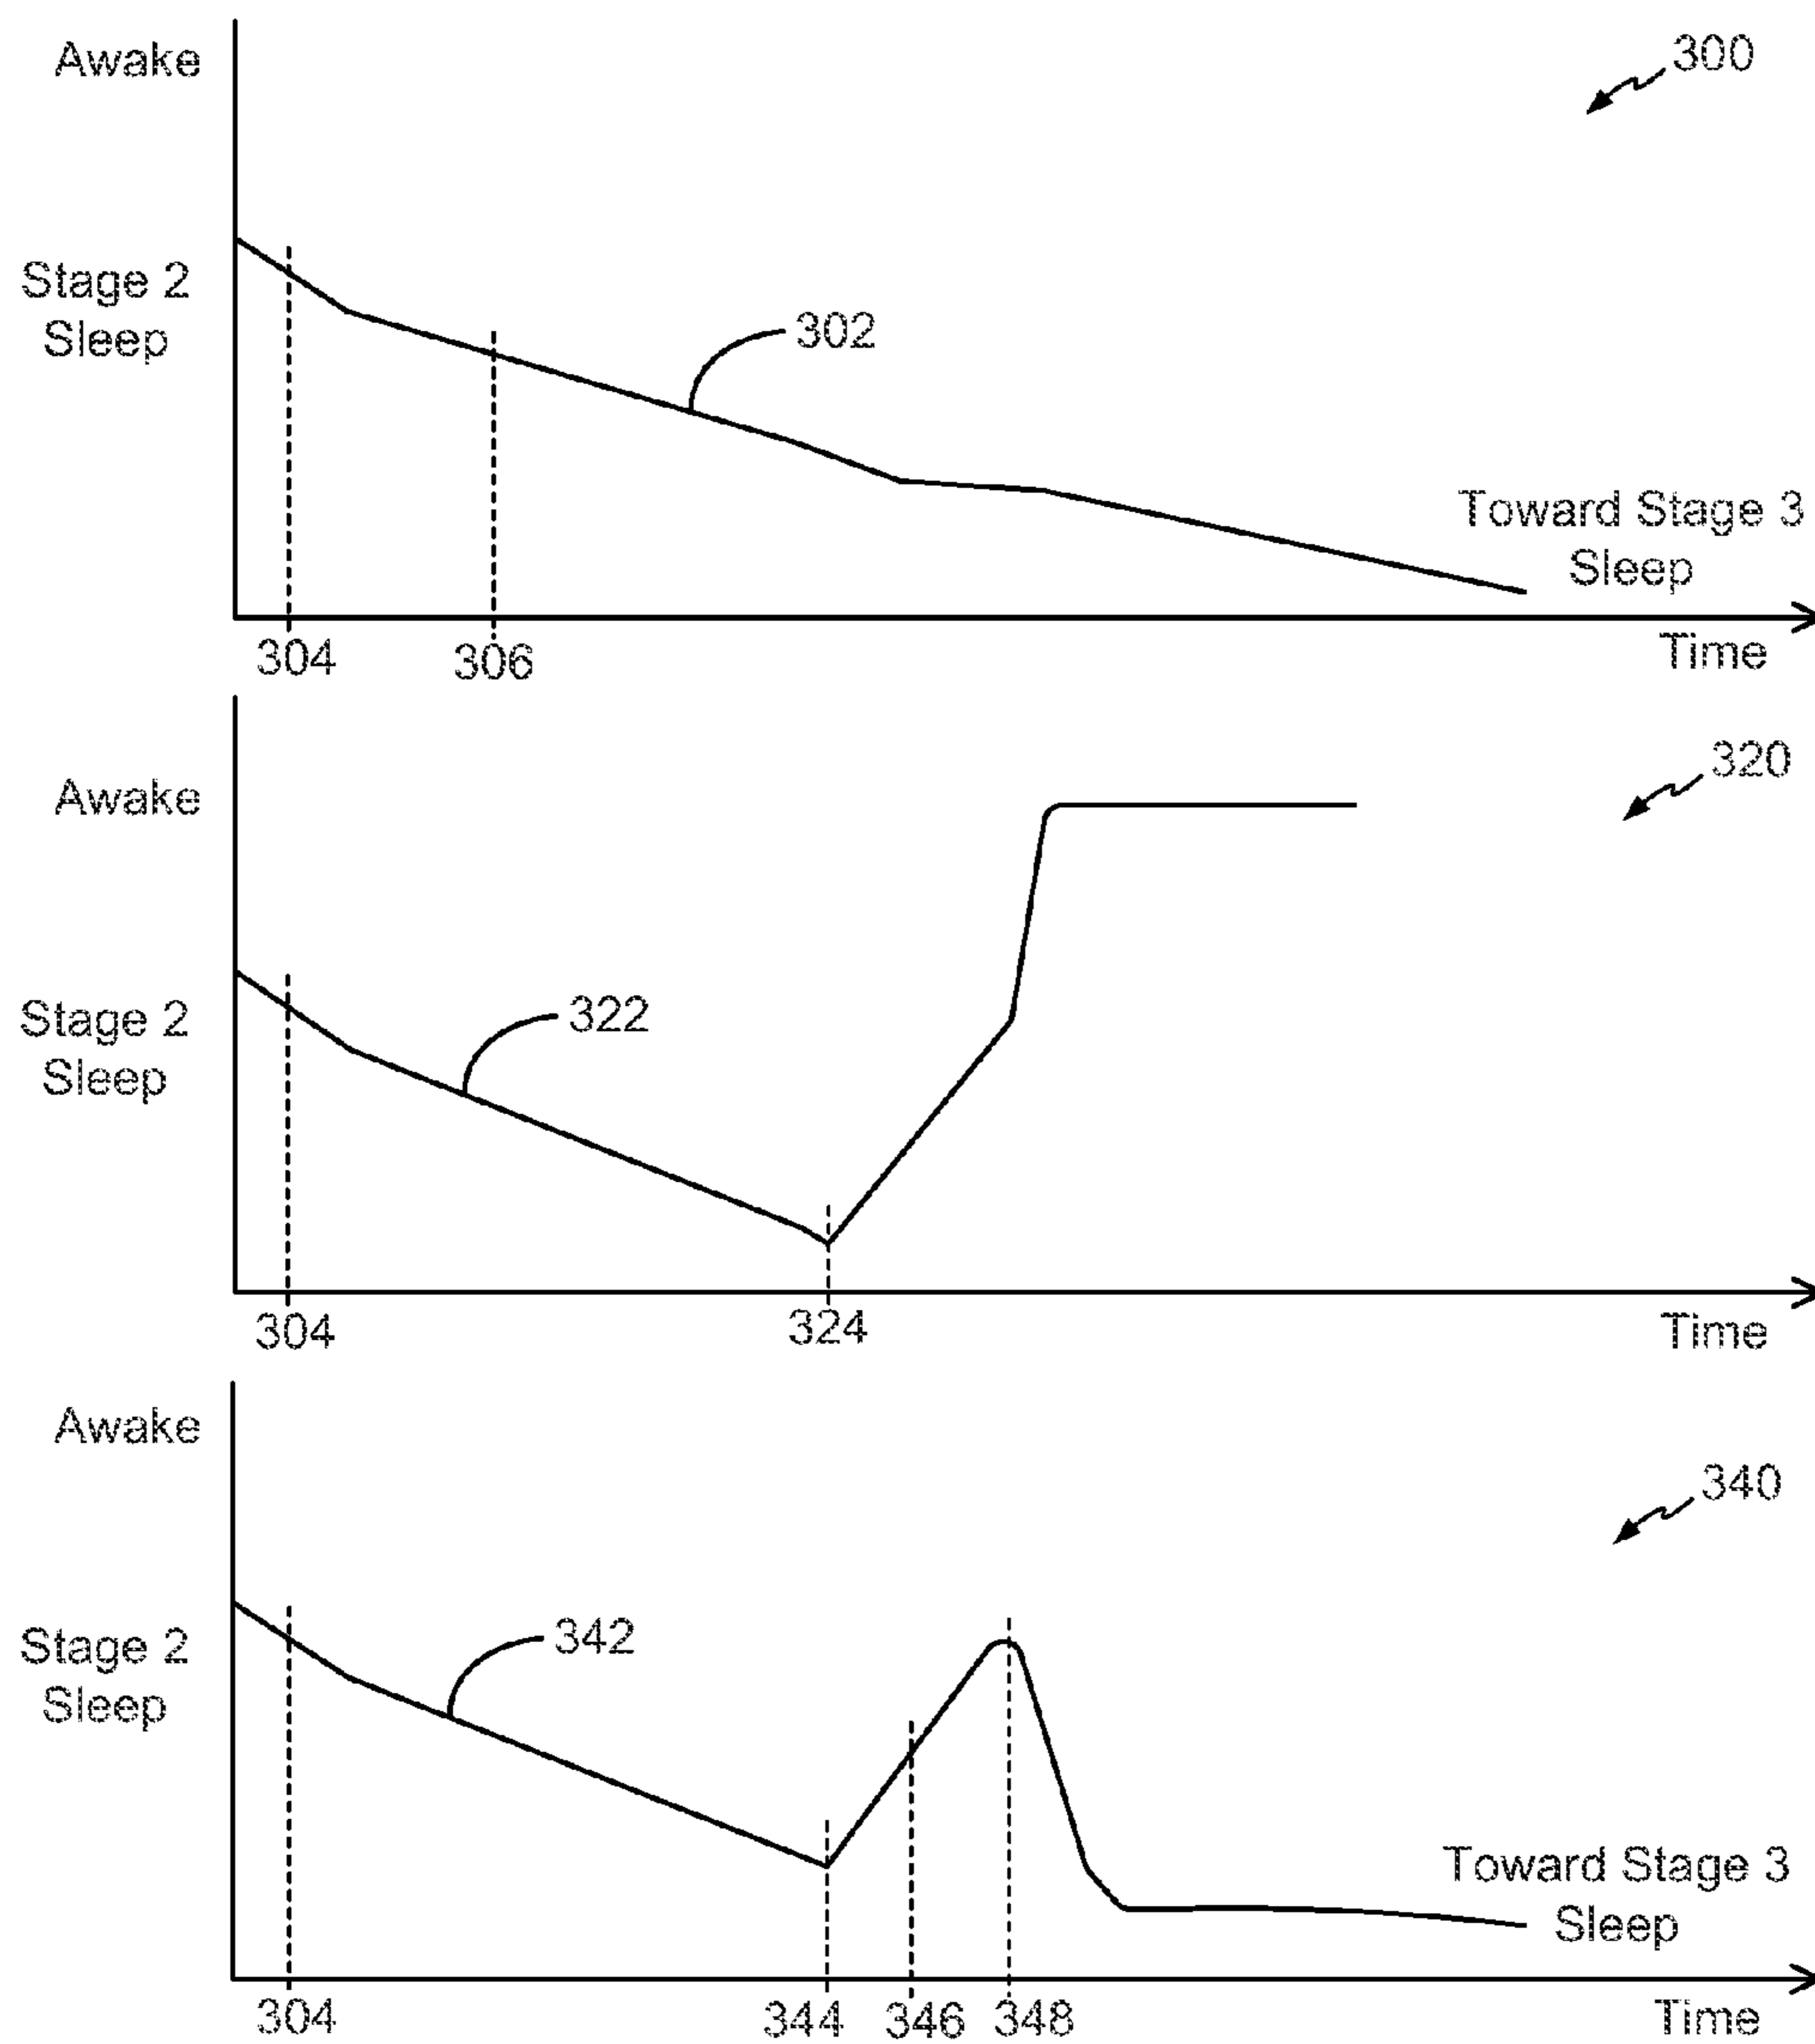 Awake
300
Stage 2
Sleep
302
Toward Stage 3
Sleep
304
306
Time
Awake
320
Stage 2
Sleep
322
304
324
Time
Awake
340
Stage 2
Sleep
342
Toward Stage 3
Sleep
304
344
346
348
Time